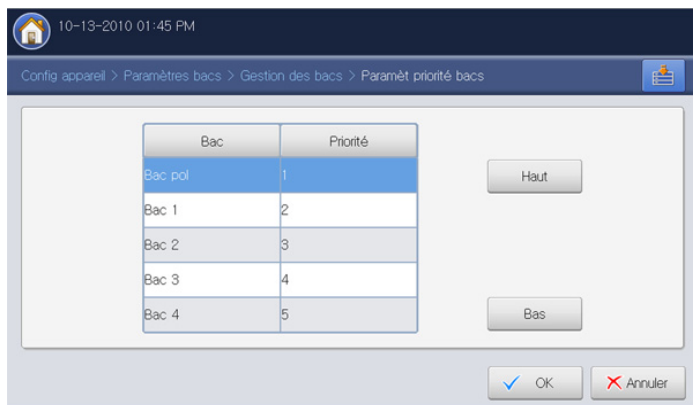 10-13-2010 01:45 PM
Config appareil > Paramètres bacs > Gestion des bacs > Paramèt priorité bacs
Bac Priorité
Bac pol 1
Haut
Bac 1 2
Bac 2 3
Bac 3 4
Bac 4 5
Bas
OK Annuler